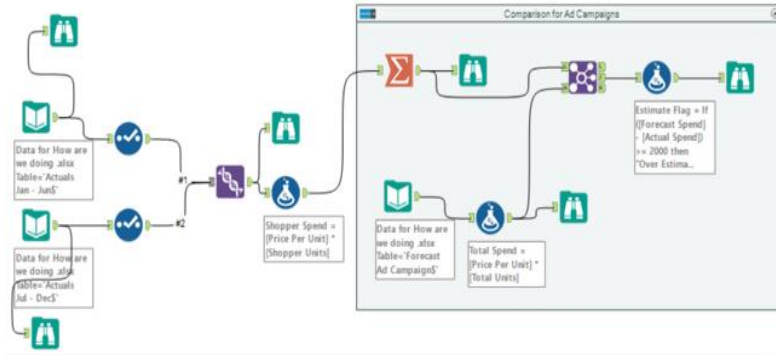 Comparison for Ad Campaigns
Estimate Flag = If
([Forecast Spend]
- [Actual Spend])
>= 2000 then
"Over Estima...
Data for How are
we doing .xlsx
Table='Actuals
Jan - Jun$'
#1
#2
Shopper Spend =
[Price Per Unit] *
[Shopper Units]
Data for How are
we doing .xlsx
Table='Actuals
Jul - Dec$'
Data for How are
we doing .xlsx
Table='Forecast
Ad Campaign$'
Total Spend =
[Price Per Unit] *
[Total Units]